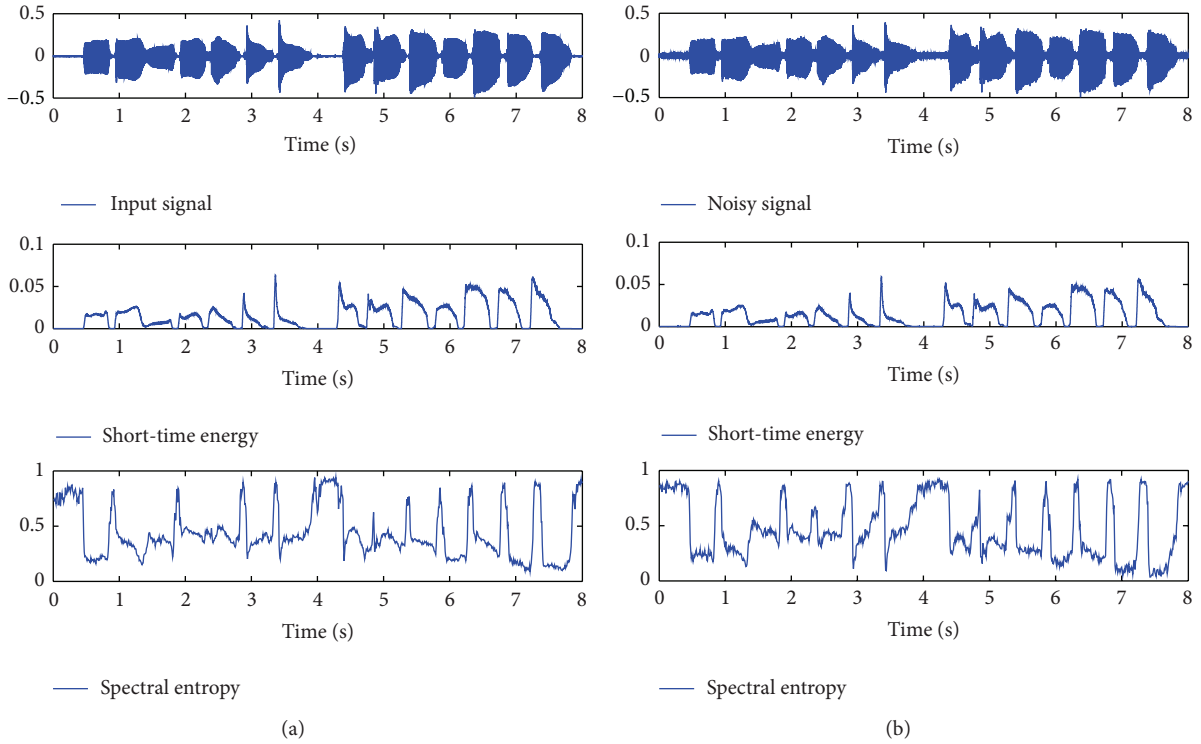 0.5
0
−0.5
0 1 2 3 4 5 6 7 8
Time (s)
Input signal
0.1
0.05
0
0 1 2 3 4 5 6 7 8
Time (s)
Short-time energy
1
0.5
0
0 1 2 3 4 5 6 7 8
Time (s)
Spectral entropy
(a)
0.5
0
−0.5
0 1 2 3 4 5 6 7 8
Time (s)
Noisy signal
0.1
0.05
0
0 1 2 3 4 5 6 7 8
Time (s)
Short-time energy
1
0.5
0
0 1 2 3 4 5 6 7 8
Time (s)
Spectral entropy
(b)